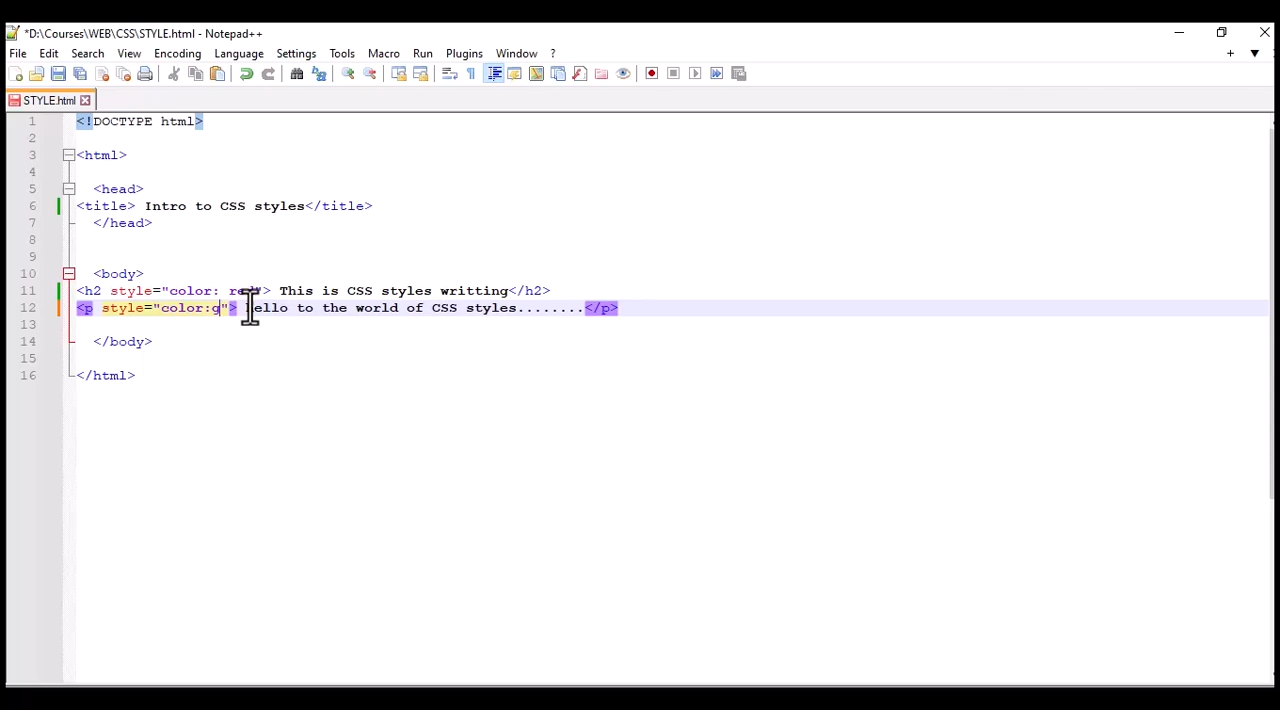 *D:\Courses\WEB\CSS\STYLE.html - Notepad++
File Edit Search View Encoding Language Settings Tools Macro Run Plugins Window ?
STYLE.html
1 <!DOCTYPE html>
2
3 <html>
4
5 <head>
6 <title> Intro to CSS styles</title>
7 </head>
8
9
10 <body>
11 <h2 style="color: red"> This is CSS styles writting</h2>
12 <p style="color:g"> Hello to the world of CSS styles........</p>
13
14 </body>
15
16 </html>